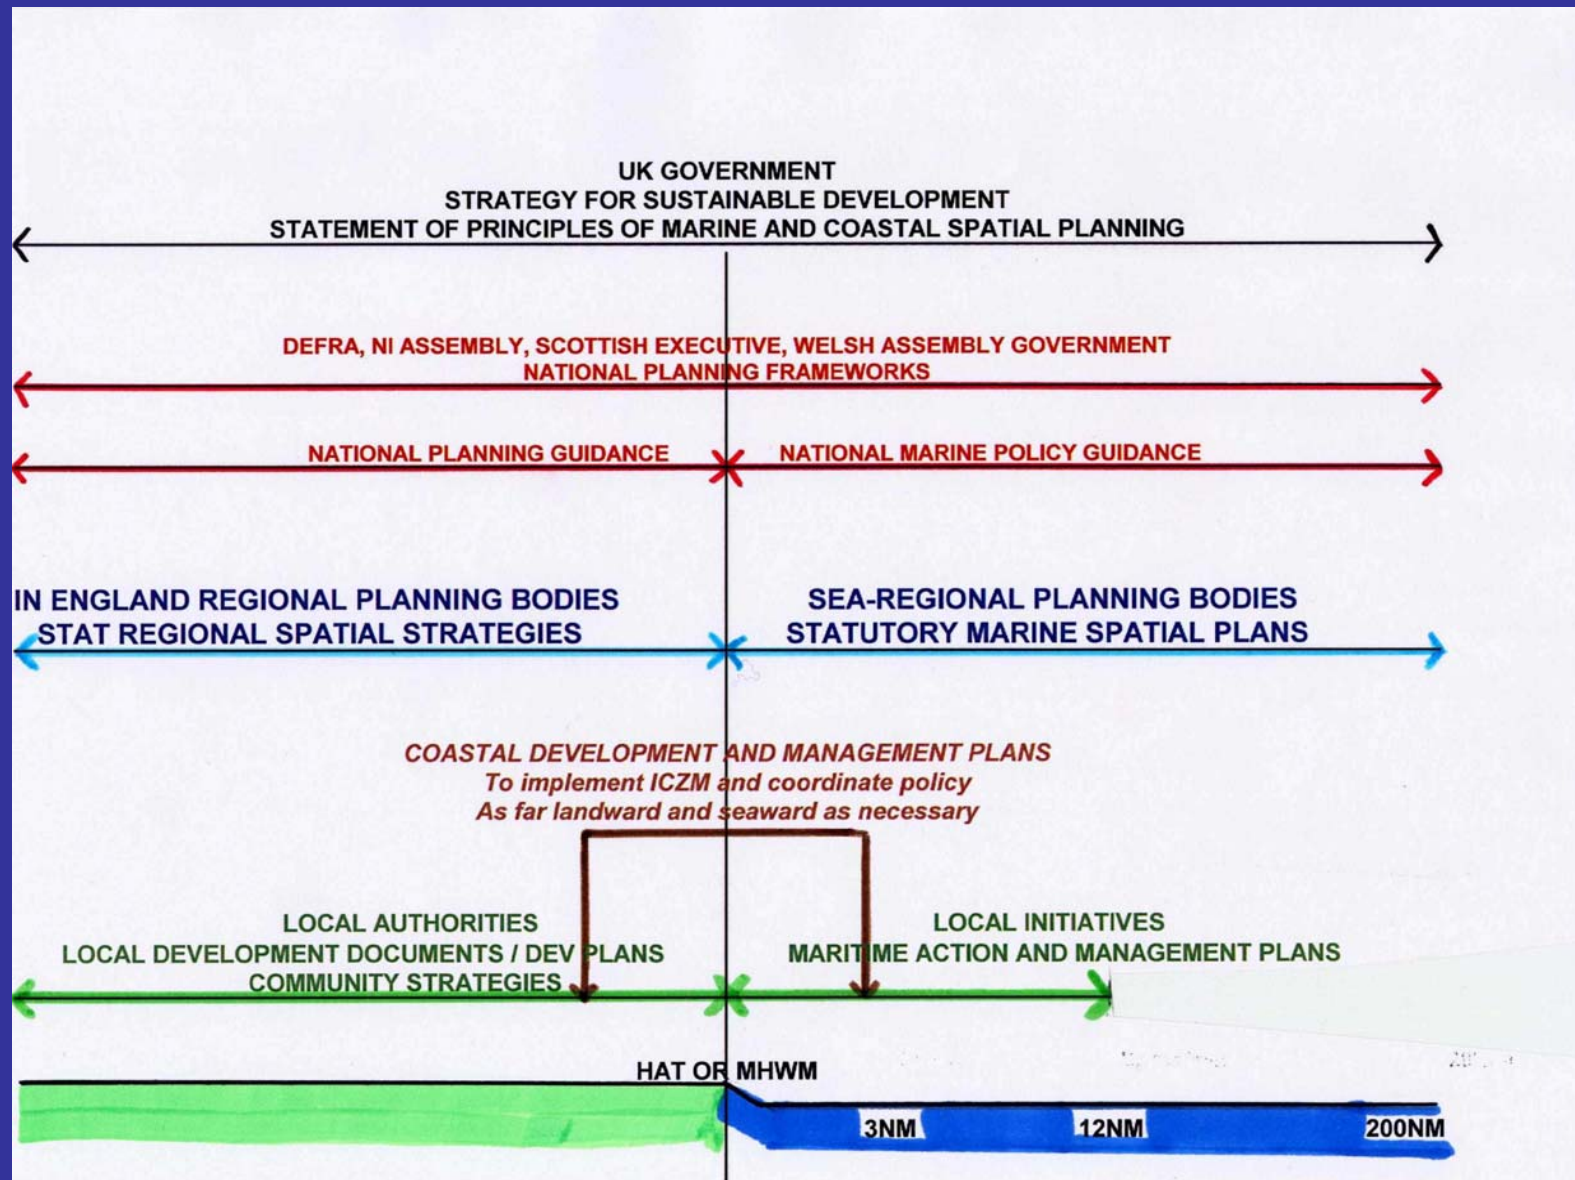 UK GOVERNMENT
STRATEGY FOR SUSTAINABLE DEVELOPMENT
STATEMENT OF PRINCIPLES OF MARINE AND COASTAL SPATIAL PLANNING
DEFRA, NI ASSEMBLY, SCOTTISH EXECUTIVE, WELSH ASSEMBLY GOVERNMENT
NATIONAL PLANNING FRAMEWORKS
NATIONAL PLANNING GUIDANCE
NATIONAL MARINE POLICY GUIDANCE
IN ENGLAND REGIONAL PLANNING BODIES
STAT REGIONAL SPATIAL STRATEGIES
SEA-REGIONAL PLANNING BODIES
STATUTORY MARINE SPATIAL PLANS
COASTAL DEVELOPMENT AND MANAGEMENT PLANS
To implement ICZM and coordinate policy
As far landward and seaward as necessary
LOCAL AUTHORITIES
LOCAL DEVELOPMENT DOCUMENTS / DEV PLANS
COMMUNITY STRATEGIES
LOCAL INITIATIVES
MARITIME ACTION AND MANAGEMENT PLANS
HAT OR MHWM
3NM
12NM
200NM